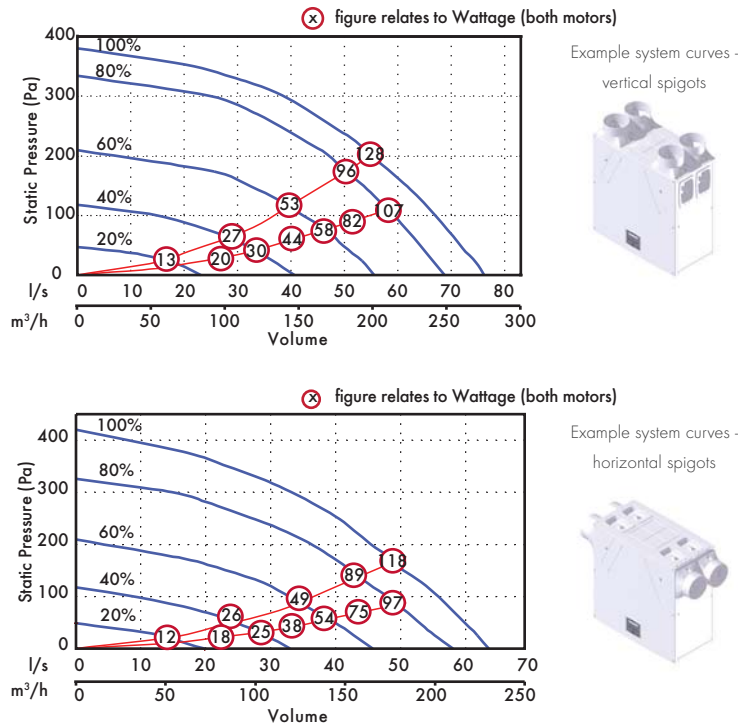 ⓧ figure relates to Wattage (both motors)
400
300
200
100
0
Static Pressure (Pa)
100%
80%
60%
40%
20%
128
96
53
107
27
58
82
44
13
20
30
l/s
0 10 20 30 40 50 60 70 80
m³/h
0 50 100 150 200 250 300
Volume
Example system curves -
vertical spigots
ⓧ figure relates to Wattage (both motors)
400
300
200
100
0
Static Pressure (Pa)
100%
80%
60%
40%
20%
118
89
49
97
26
54
75
38
12
18
25
l/s
0 10 20 30 40 50 60 70
m³/h
0 50 100 150 200 250
Volume
Example system curves -
horizontal spigots